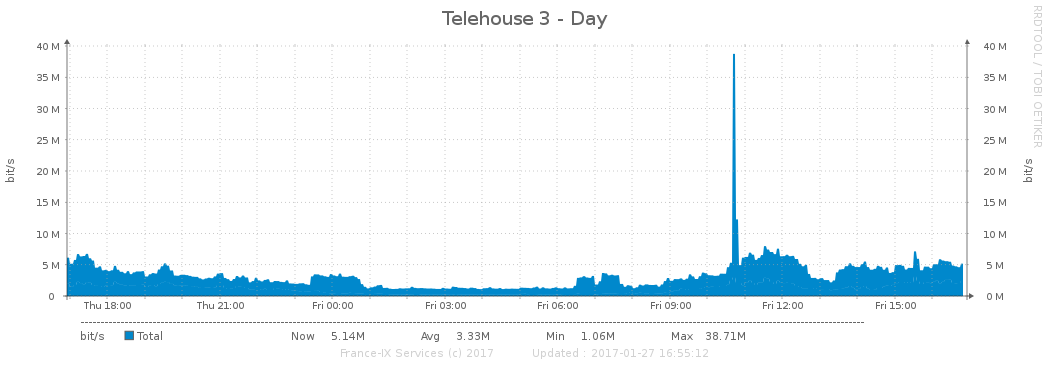 Telehouse 3 - Day
RRDTOOL / TOBI OETIKER
40 M 40 M
35 M 35 M
30 M 30 M
25 M 25 M
20 M 20 M
15 M 15 M
10 M 10 M
5 M 5 M
0 0 M
bit/s bit/s
Thu 18:00 Thu 21:00 Fri 00:00 Fri 03:00 Fri 06:00 Fri 09:00 Fri 12:00 Fri 15:00
bit/s Total Now 5.14M Avg 3.33M Min 1.06M Max 38.71M
France-IX Services (c) 2017 Updated : 2017-01-27 16:55:12